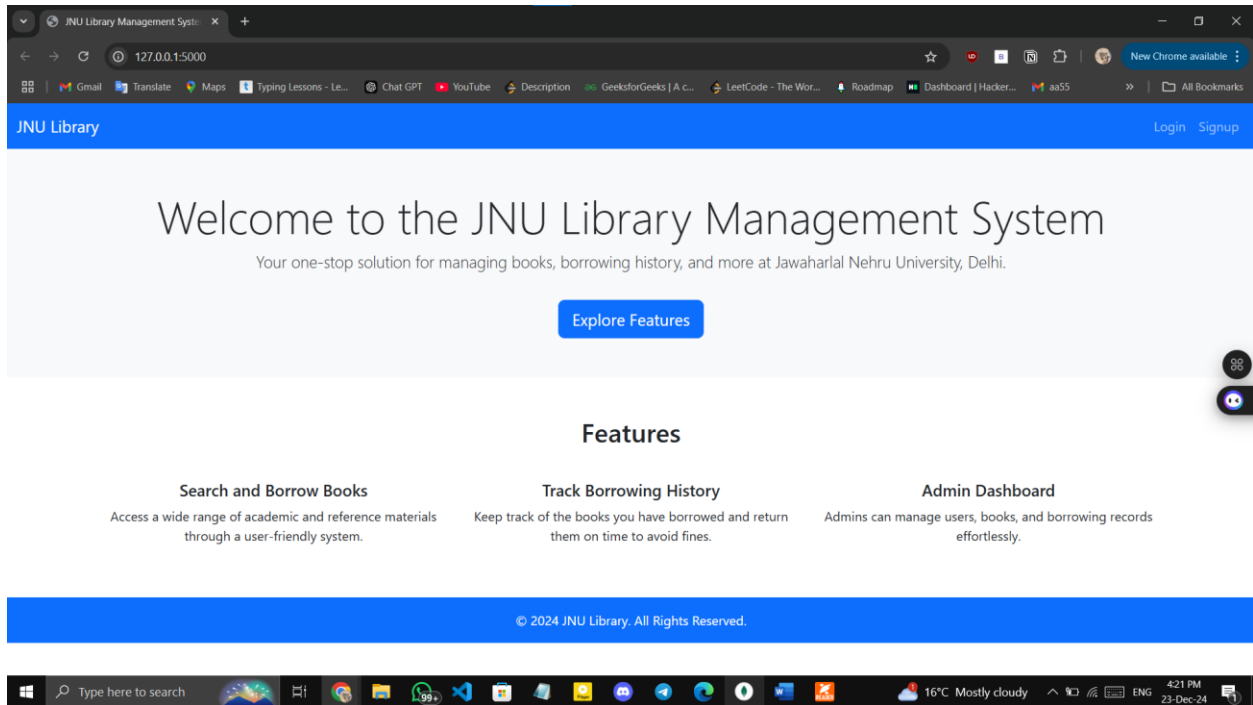 JNU Library Management Syste
127.0.0.1:5000
New Chrome available
Gmail Translate Maps Typing Lessons - Le... Chat GPT YouTube Description GeeksforGeeks | A c... LeetCode - The Wor... Roadmap Dashboard | Hacker... aa55 » All Bookmarks
JNU Library Login Signup
Welcome to the JNU Library Management System
Your one-stop solution for managing books, borrowing history, and more at Jawaharlal Nehru University, Delhi.
Explore Features
Features
Search and Borrow Books Track Borrowing History Admin Dashboard
Access a wide range of academic and reference materials Keep track of the books you have borrowed and return Admins can manage users, books, and borrowing records
through a user-friendly system. them on time to avoid fines. effortlessly.
© 2024 JNU Library. All Rights Reserved.
Type here to search 99+ 16°C Mostly cloudy ENG 4:21 PM
23-Dec-24